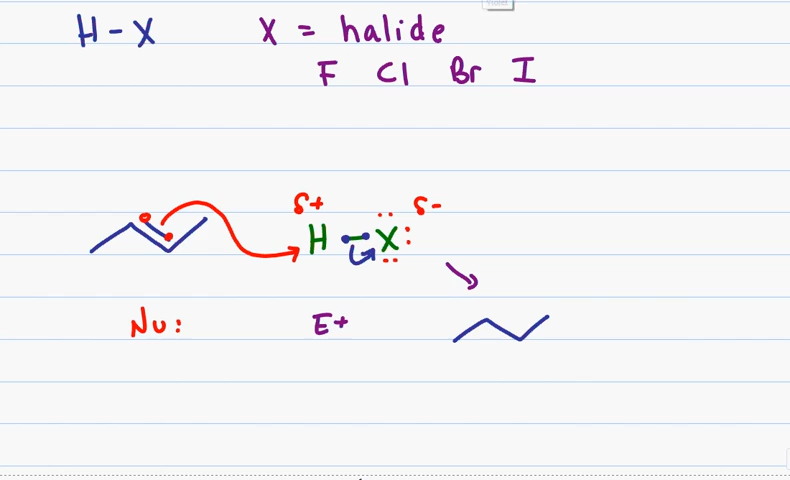 H - X X = halide
F Cl Br I
δ+ δ-
H - X
Nu: E+